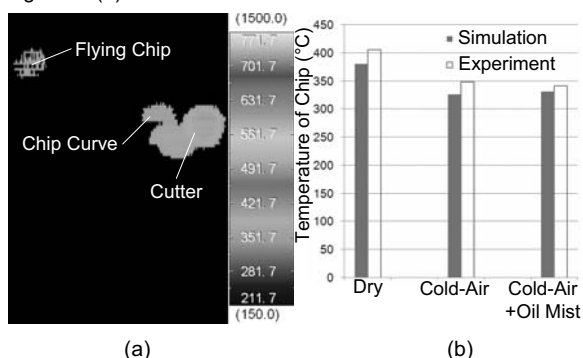 (1500.0)
771.7
701.7
631.7
561.7
491.7
421.7
351.7
281.7
211.7
(150.0)
Flying Chip
Chip Curve
Cutter
(a)
Temperature of Chip (°C)
450
400
350
300
250
200
150
100
50
0
Simulation
Experiment
Dry
Cold-Air
Cold-Air
+Oil Mist
(b)